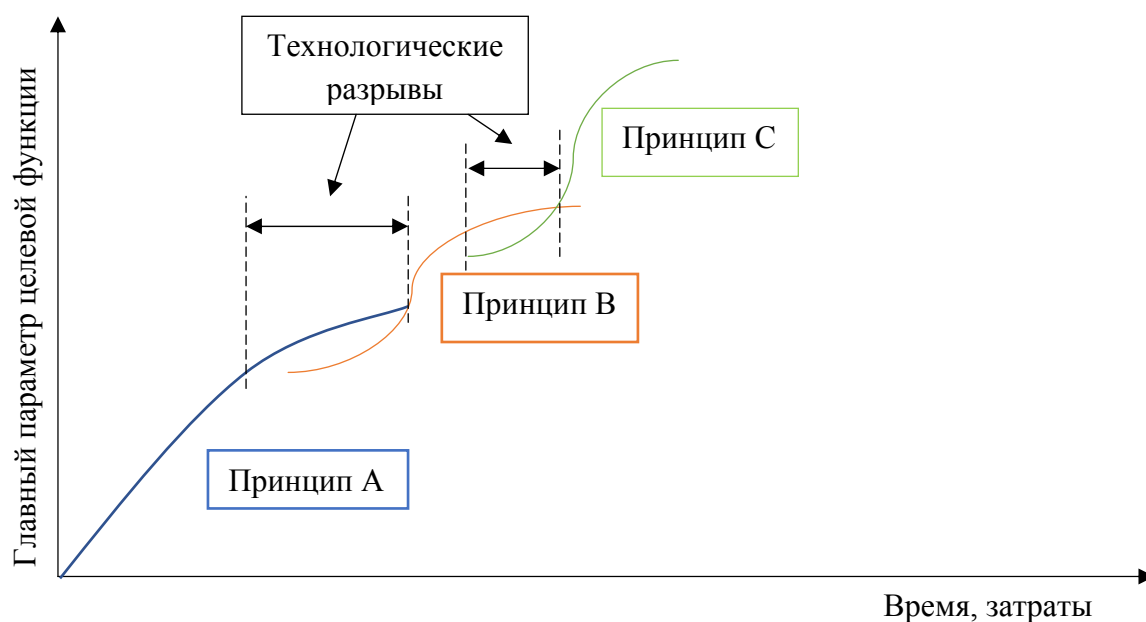 Технологические
разрывы
Принцип С
Принцип В
Принцип А
Главный параметр целевой функции
Время, затраты